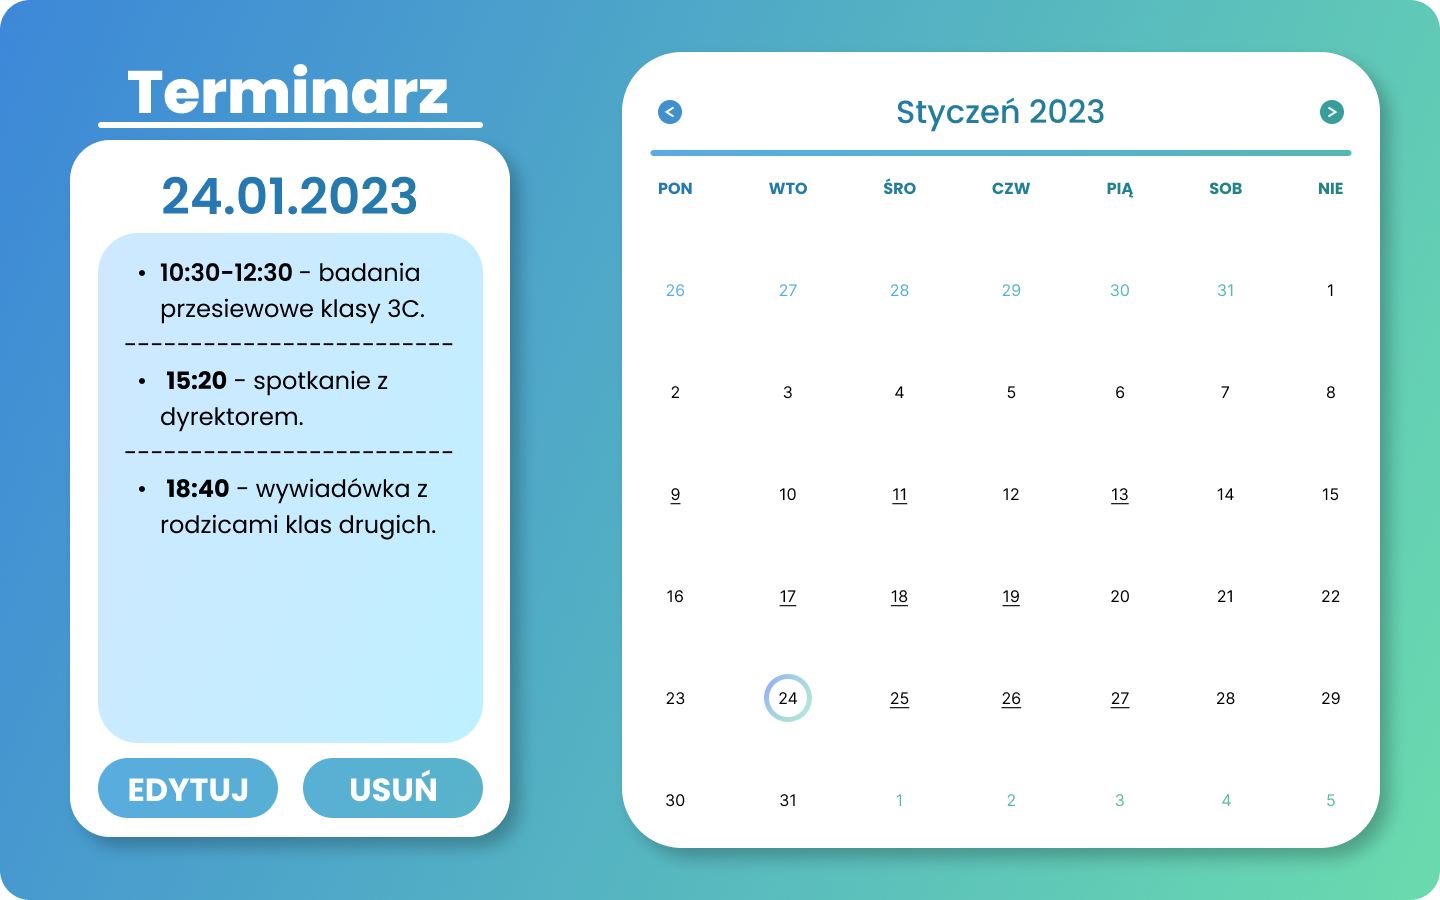 Terminarz
24.01.2023
• 10:30-12:30 - badania
przesiewowe klasy 3C.
-------------------------
• 15:20 - spotkanie z
dyrektorem.
-------------------------
• 18:40 - wywiadówka z
rodzicami klas drugich.
EDYTUJ USUŃ
< Styczeń 2023 >
PON WTO ŚRO CZW PIĄ SOB NIE
26 27 28 29 30 31 1
2 3 4 5 6 7 8
9 10 11 12 13 14 15
16 17 18 19 20 21 22
23 24 25 26 27 28 29
30 31 1 2 3 4 5